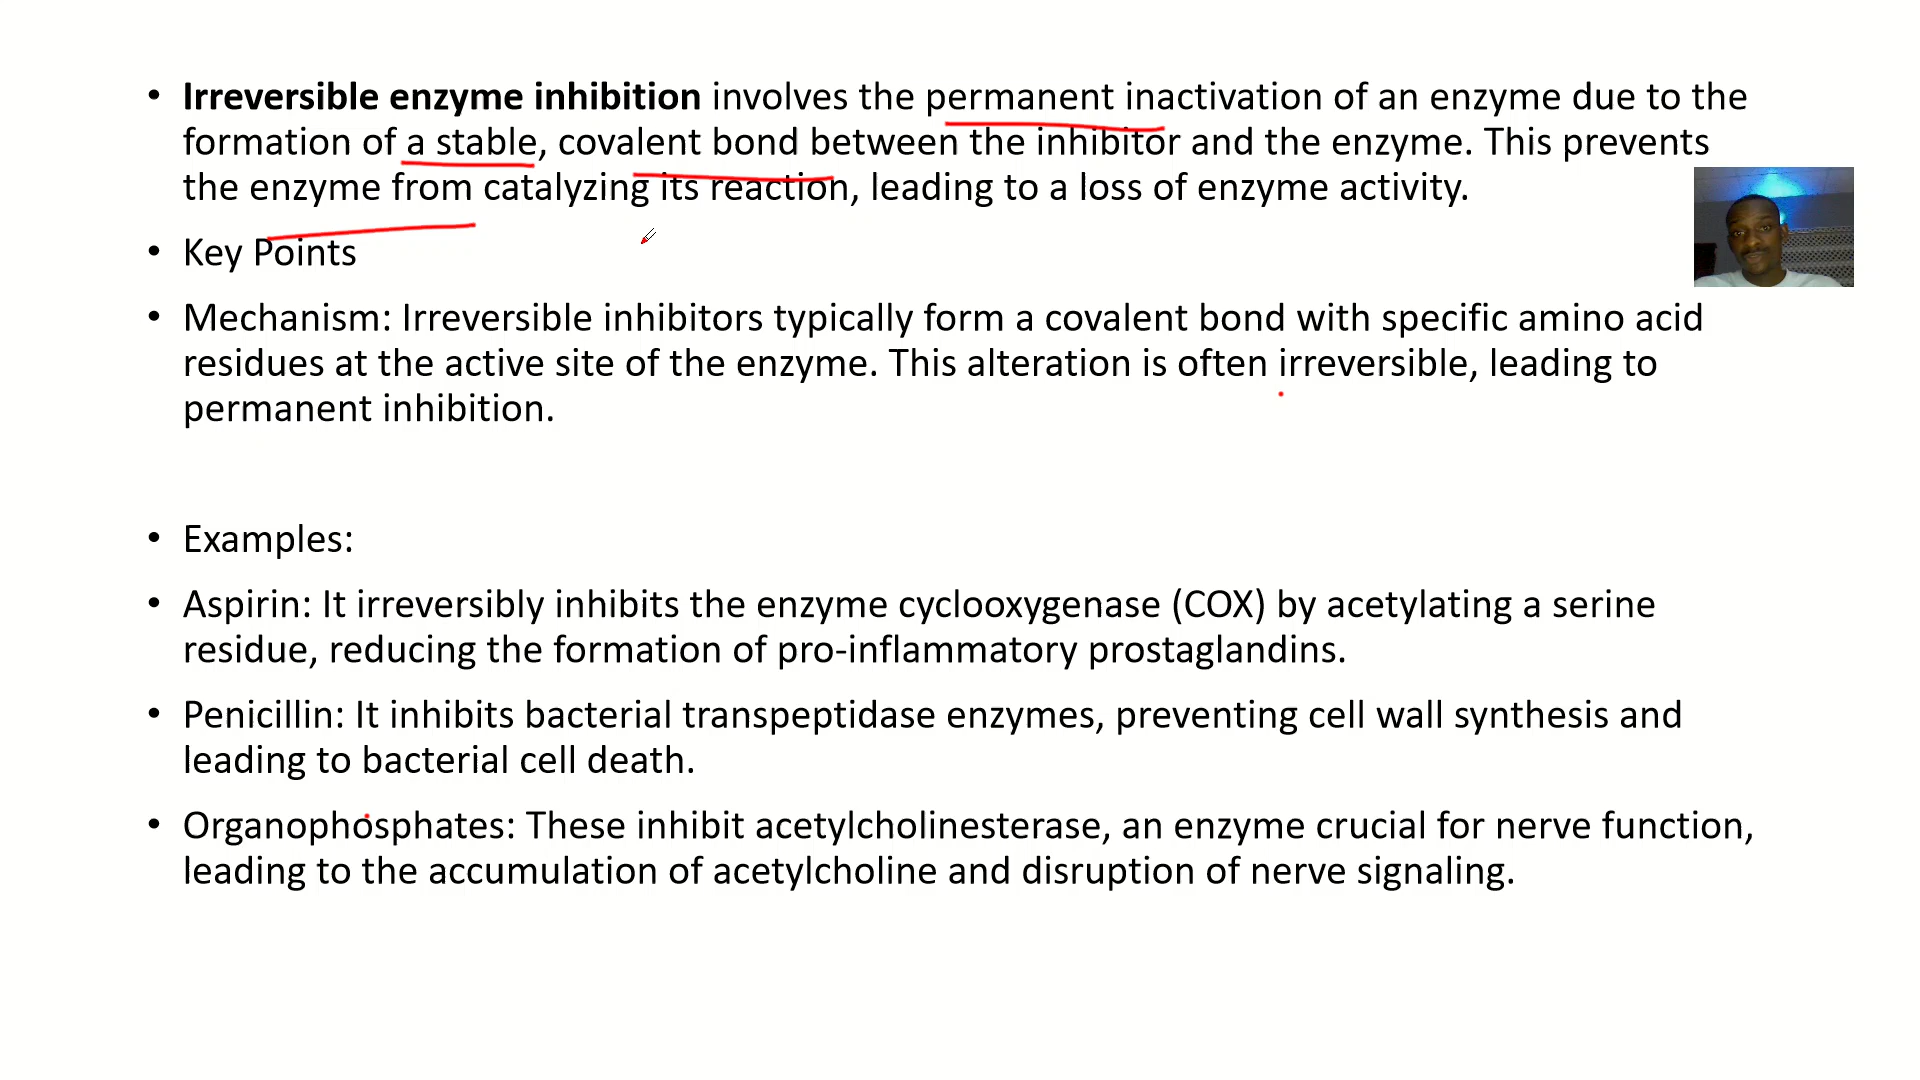 • Irreversible enzyme inhibition involves the permanent inactivation of an enzyme due to the
formation of a stable, covalent bond between the inhibitor and the enzyme. This prevents
the enzyme from catalyzing its reaction, leading to a loss of enzyme activity.
• Key Points
• Mechanism: Irreversible inhibitors typically form a covalent bond with specific amino acid
residues at the active site of the enzyme. This alteration is often irreversible, leading to
permanent inhibition.
• Examples:
• Aspirin: It irreversibly inhibits the enzyme cyclooxygenase (COX) by acetylating a serine
residue, reducing the formation of pro-inflammatory prostaglandins.
• Penicillin: It inhibits bacterial transpeptidase enzymes, preventing cell wall synthesis and
leading to bacterial cell death.
• Organophosphates: These inhibit acetylcholinesterase, an enzyme crucial for nerve function,
leading to the accumulation of acetylcholine and disruption of nerve signaling.